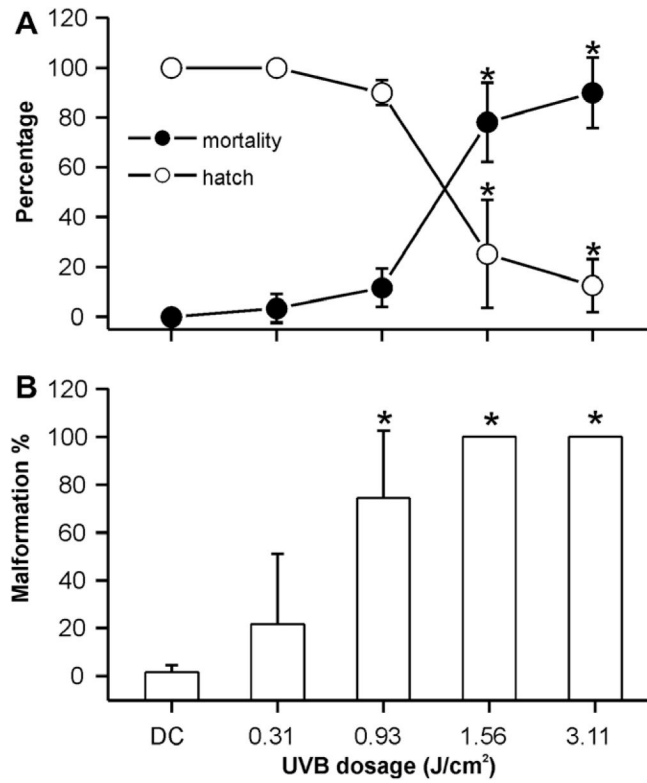 A
120
100
80
60
40
20
0
Percentage
mortality
hatch
*
*
*
*
B
120
100
80
60
40
20
0
Malformation %
*
*
*
DC 0.31 0.93 1.56 3.11
UVB dosage (J/cm²)